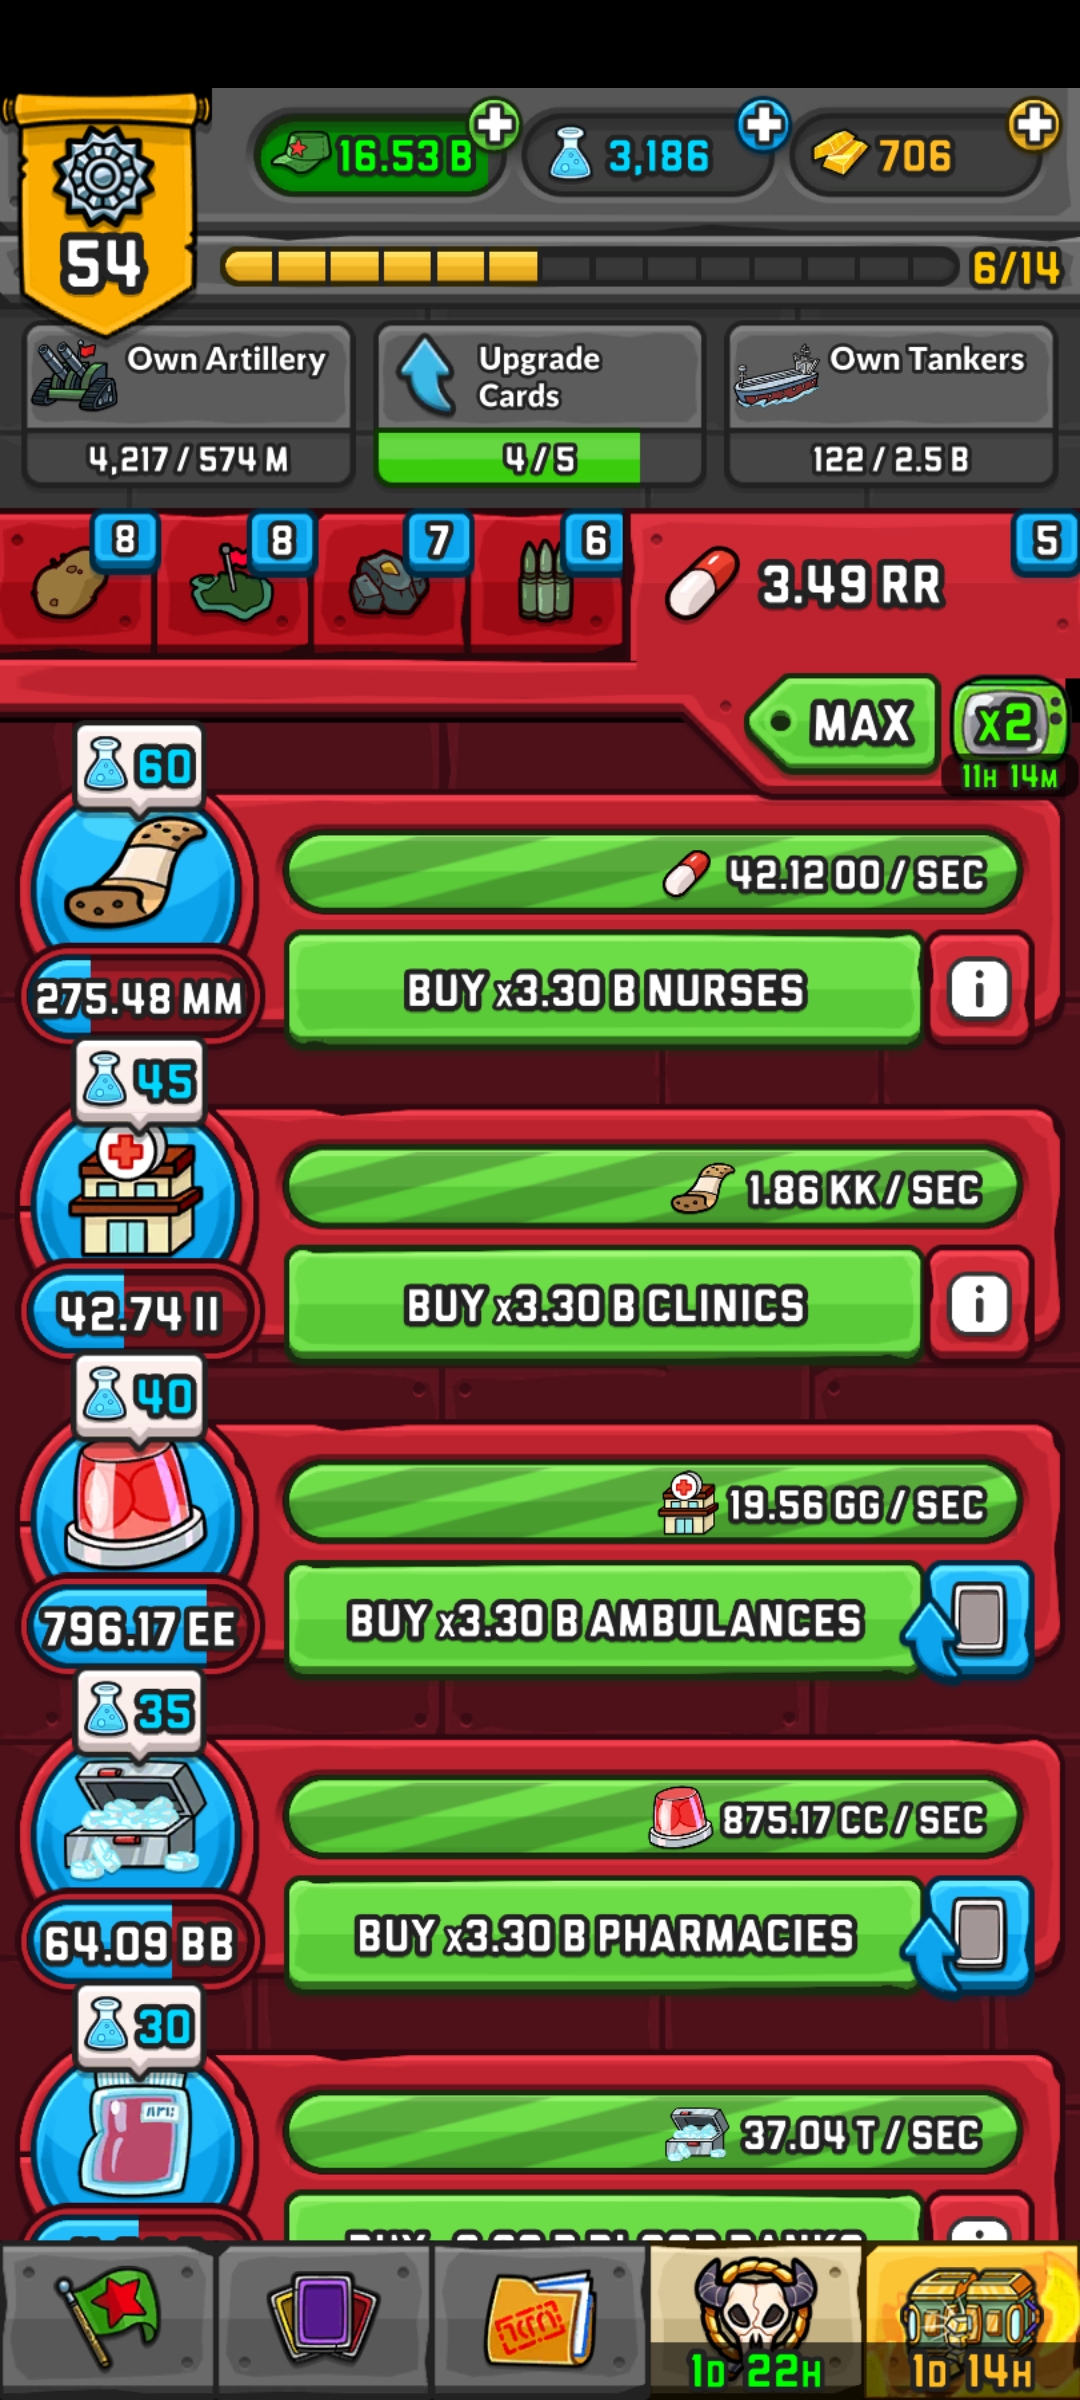 16.53 B
3,186
706
54
6/14
Own Artillery
4,217 / 574 M
Upgrade
Cards
4 / 5
Own Tankers
122 / 2.5 B
8
8
7
6
5
3.49 RR
MAX
x2
11H 14M
60
42.12 OO / SEC
275.48 MM
BUY x3.30 B NURSES
i
45
1.86 KK / SEC
42.74 II
BUY x3.30 B CLINICS
i
40
19.56 GG / SEC
796.17 EE
BUY x3.30 B AMBULANCES
35
875.17 CC / SEC
64.09 BB
BUY x3.30 B PHARMACIES
30
37.04 T / SEC
1D 22H
1D 14H